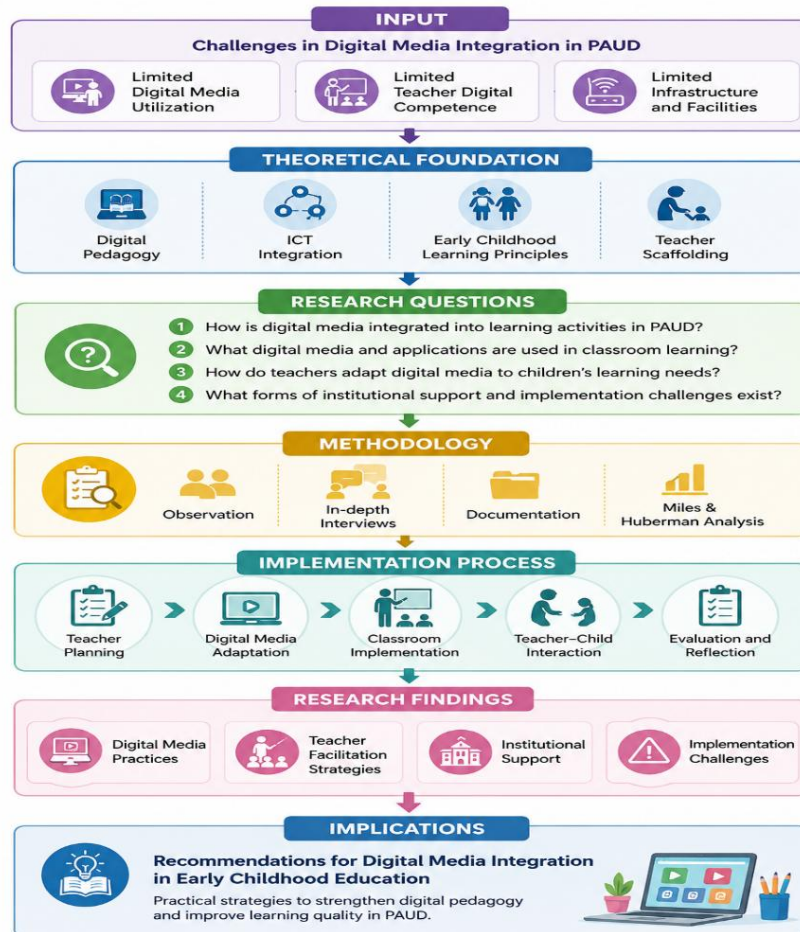 INPUT
Challenges in Digital Media Integration in PAUD
Limited
Digital Media
Utilization
Limited
Teacher Digital
Competence
Limited
Infrastructure
and Facilities
THEORETICAL FOUNDATION
Digital
Pedagogy
ICT
Integration
Early Childhood
Learning Principles
Teacher
Scaffolding
RESEARCH QUESTIONS
?
1 How is digital media integrated into learning activities in PAUD?
2 What digital media and applications are used in classroom learning?
3 How do teachers adapt digital media to children's learning needs?
4 What forms of institutional support and implementation challenges exist?
METHODOLOGY
Observation
In-depth
Interviews
Documentation
Miles &
Huberman Analysis
IMPLEMENTATION PROCESS
Teacher
Planning
Digital Media
Adaptation
Classroom
Implementation
Teacher–Child
Interaction
Evaluation and
Reflection
RESEARCH FINDINGS
Digital Media
Practices
Teacher
Facilitation
Strategies
Institutional
Support
Implementation
Challenges
IMPLICATIONS
Recommendations for Digital Media Integration
in Early Childhood Education
Practical strategies to strengthen digital pedagogy
and improve learning quality in PAUD.